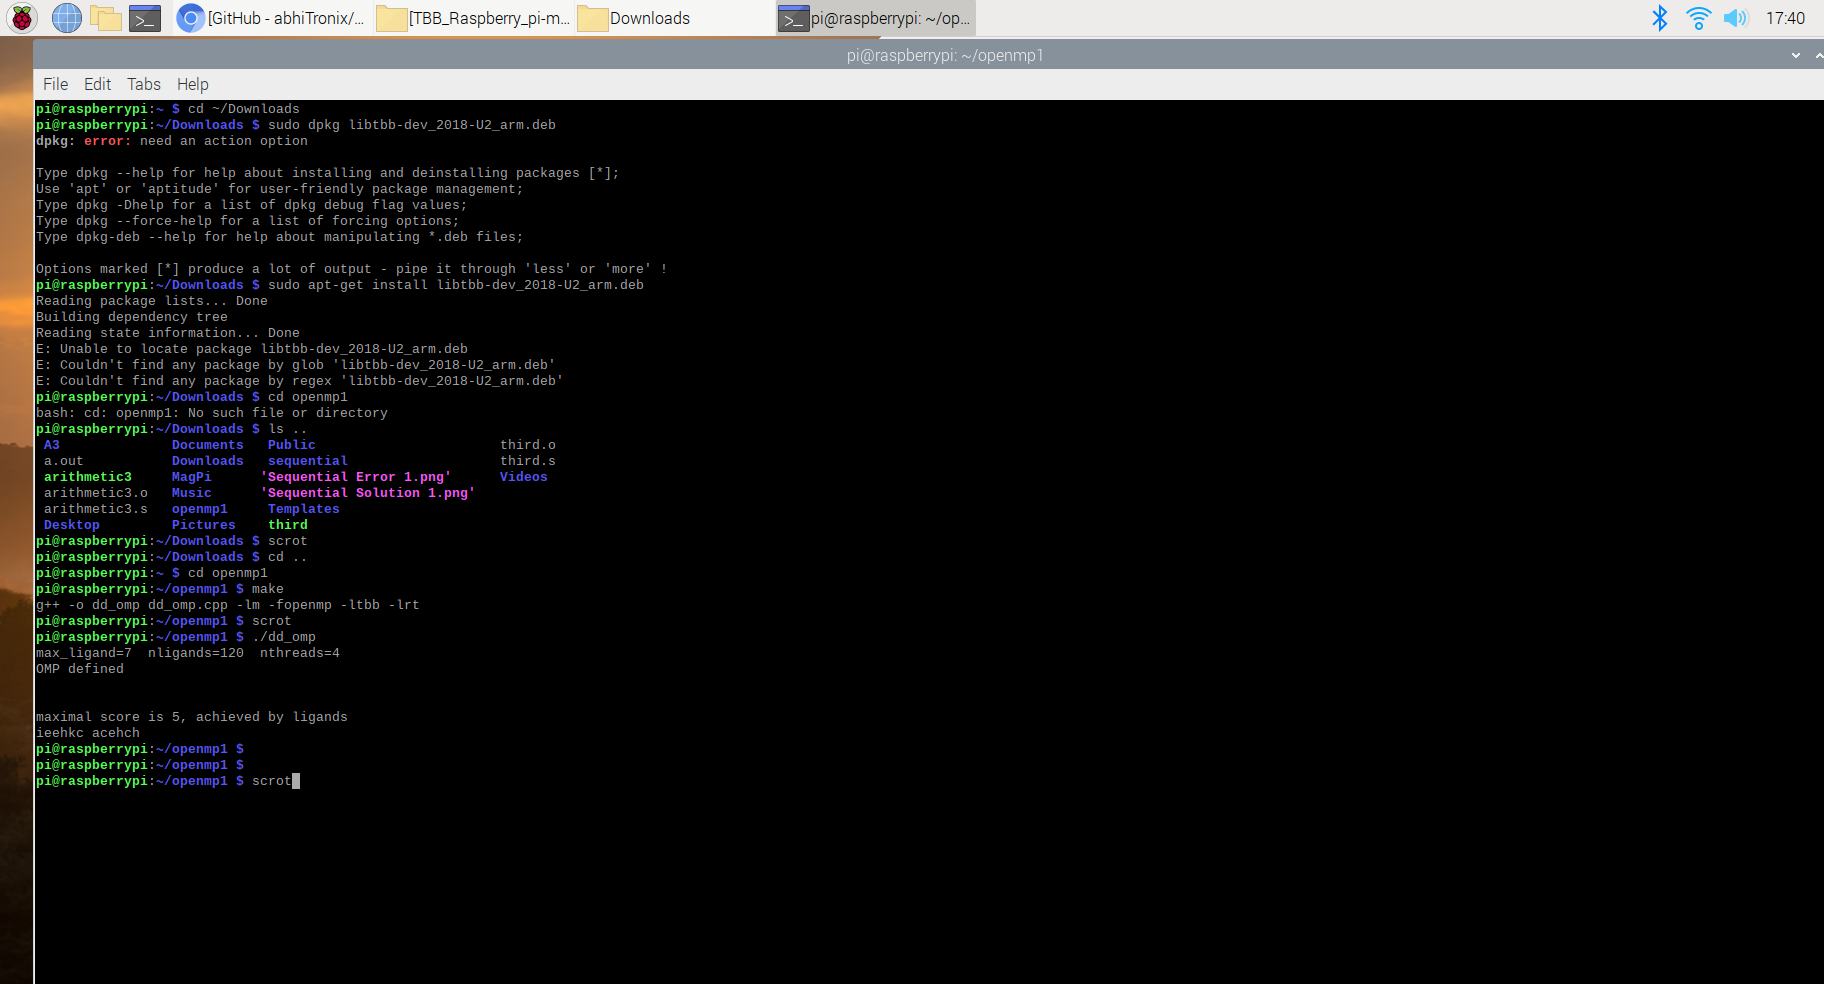 [GitHub - abhiTronix/... [TBB_Raspberry_pi-m... Downloads pi@raspberrypi: ~/op... 17:40
pi@raspberrypi: ~/openmp1
File Edit Tabs Help
pi@raspberrypi:~ $ cd ~/Downloads
pi@raspberrypi:~/Downloads $ sudo dpkg libtbb-dev_2018-U2_arm.deb
dpkg: error: need an action option
Type dpkg --help for help about installing and deinstalling packages [*];
Use 'apt' or 'aptitude' for user-friendly package management;
Type dpkg -Dhelp for a list of dpkg debug flag values;
Type dpkg --force-help for a list of forcing options;
Type dpkg-deb --help for help about manipulating *.deb files;
Options marked [*] produce a lot of output - pipe it through 'less' or 'more' !
pi@raspberrypi:~/Downloads $ sudo apt-get install libtbb-dev_2018-U2_arm.deb
Reading package lists... Done
Building dependency tree
Reading state information... Done
E: Unable to locate package libtbb-dev_2018-U2_arm.deb
E: Couldn't find any package by glob 'libtbb-dev_2018-U2_arm.deb'
E: Couldn't find any package by regex 'libtbb-dev_2018-U2_arm.deb'
pi@raspberrypi:~/Downloads $ cd openmp1
bash: cd: openmp1: No such file or directory
pi@raspberrypi:~/Downloads $ ls ..
A3 Documents Public third.o
a.out Downloads sequential third.s
arithmetic3 MagPi 'Sequential Error 1.png' Videos
arithmetic3.o Music 'Sequential Solution 1.png'
arithmetic3.s openmp1 Templates
Desktop Pictures third
pi@raspberrypi:~/Downloads $ scrot
pi@raspberrypi:~/Downloads $ cd ..
pi@raspberrypi:~ $ cd openmp1
pi@raspberrypi:~/openmp1 $ make
g++ -o dd_omp dd_omp.cpp -lm -fopenmp -ltbb -lrt
pi@raspberrypi:~/openmp1 $ scrot
pi@raspberrypi:~/openmp1 $ ./dd_omp
max_ligand=7 nligands=120 nthreads=4
OMP defined
maximal score is 5, achieved by ligands
ieehkc acehch
pi@raspberrypi:~/openmp1 $
pi@raspberrypi:~/openmp1 $
pi@raspberrypi:~/openmp1 $ scrot